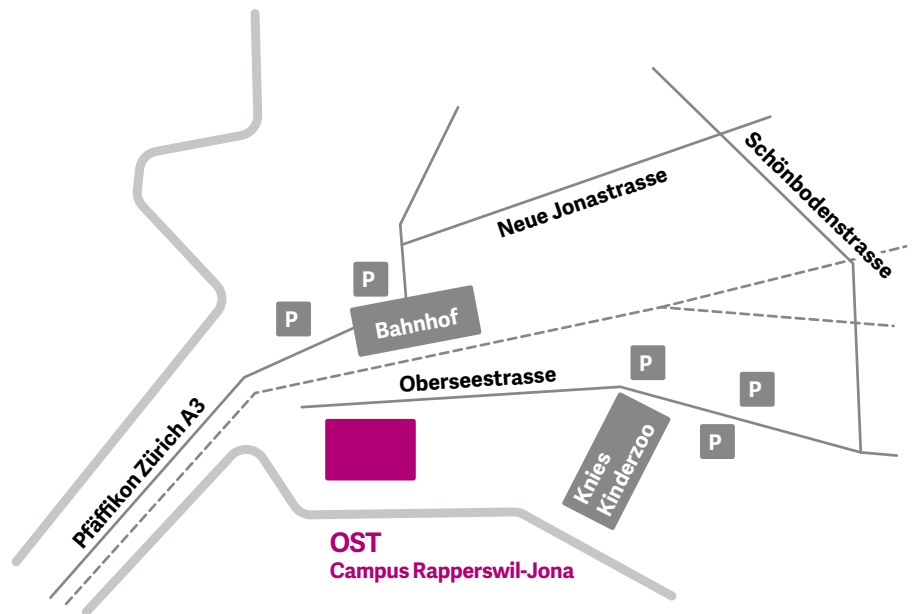 Schönbodenstrasse
Neue Jonastrasse
P
P
Bahnhof
P
Oberseestrasse
P
Pfäffikon Zürich A3
P
Knies
Kinderzoo
OST
Campus Rapperswil-Jona